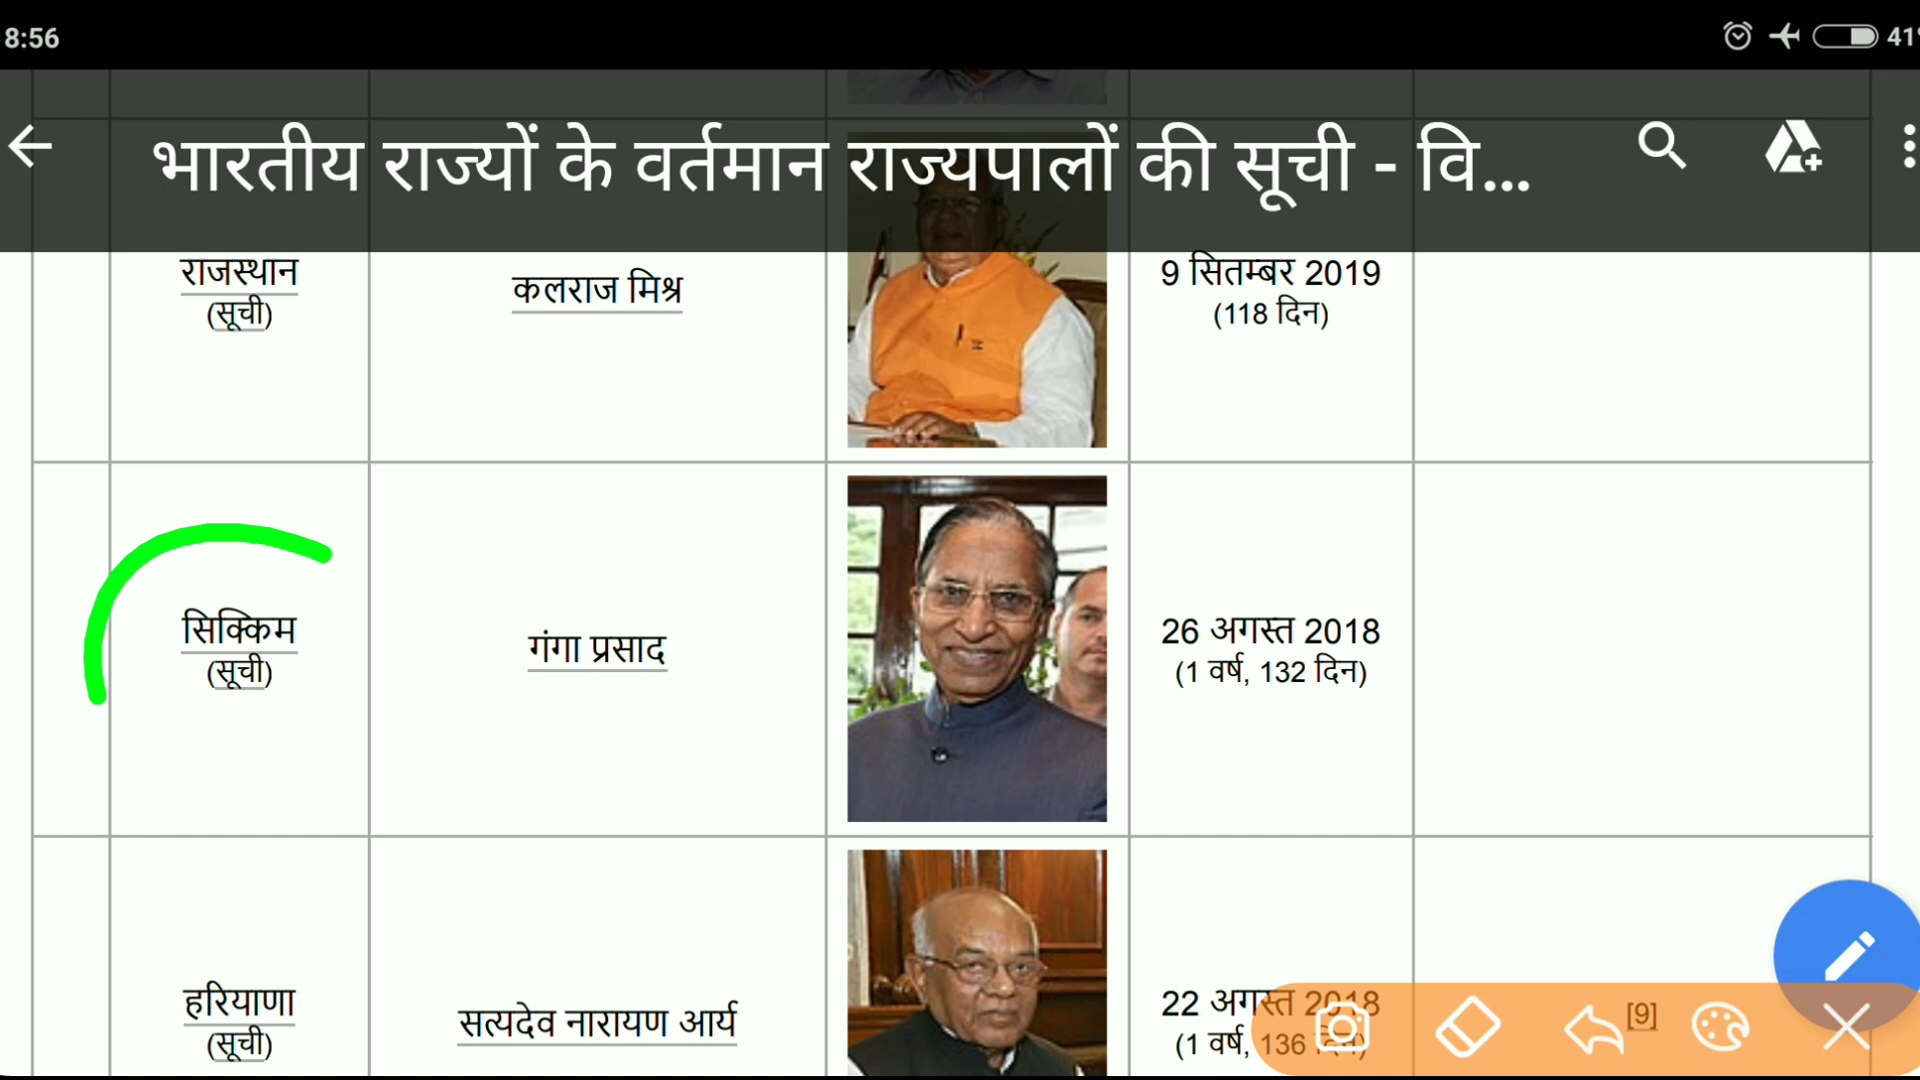 8:56
41
भारतीय राज्यों के वर्तमान राज्यपालों की सूची - वि...
राजस्थान
(सूची)
कलराज मिश्र
9 सितम्बर 2019
(118 दिन)
सिक्किम
(सूची)
गंगा प्रसाद
26 अगस्त 2018
(1 वर्ष, 132 दिन)
हरियाणा
(सूची)
सत्यदेव नारायण आर्य
22 अगस्त 2018
(1 वर्ष, 136 दिन)
[9]